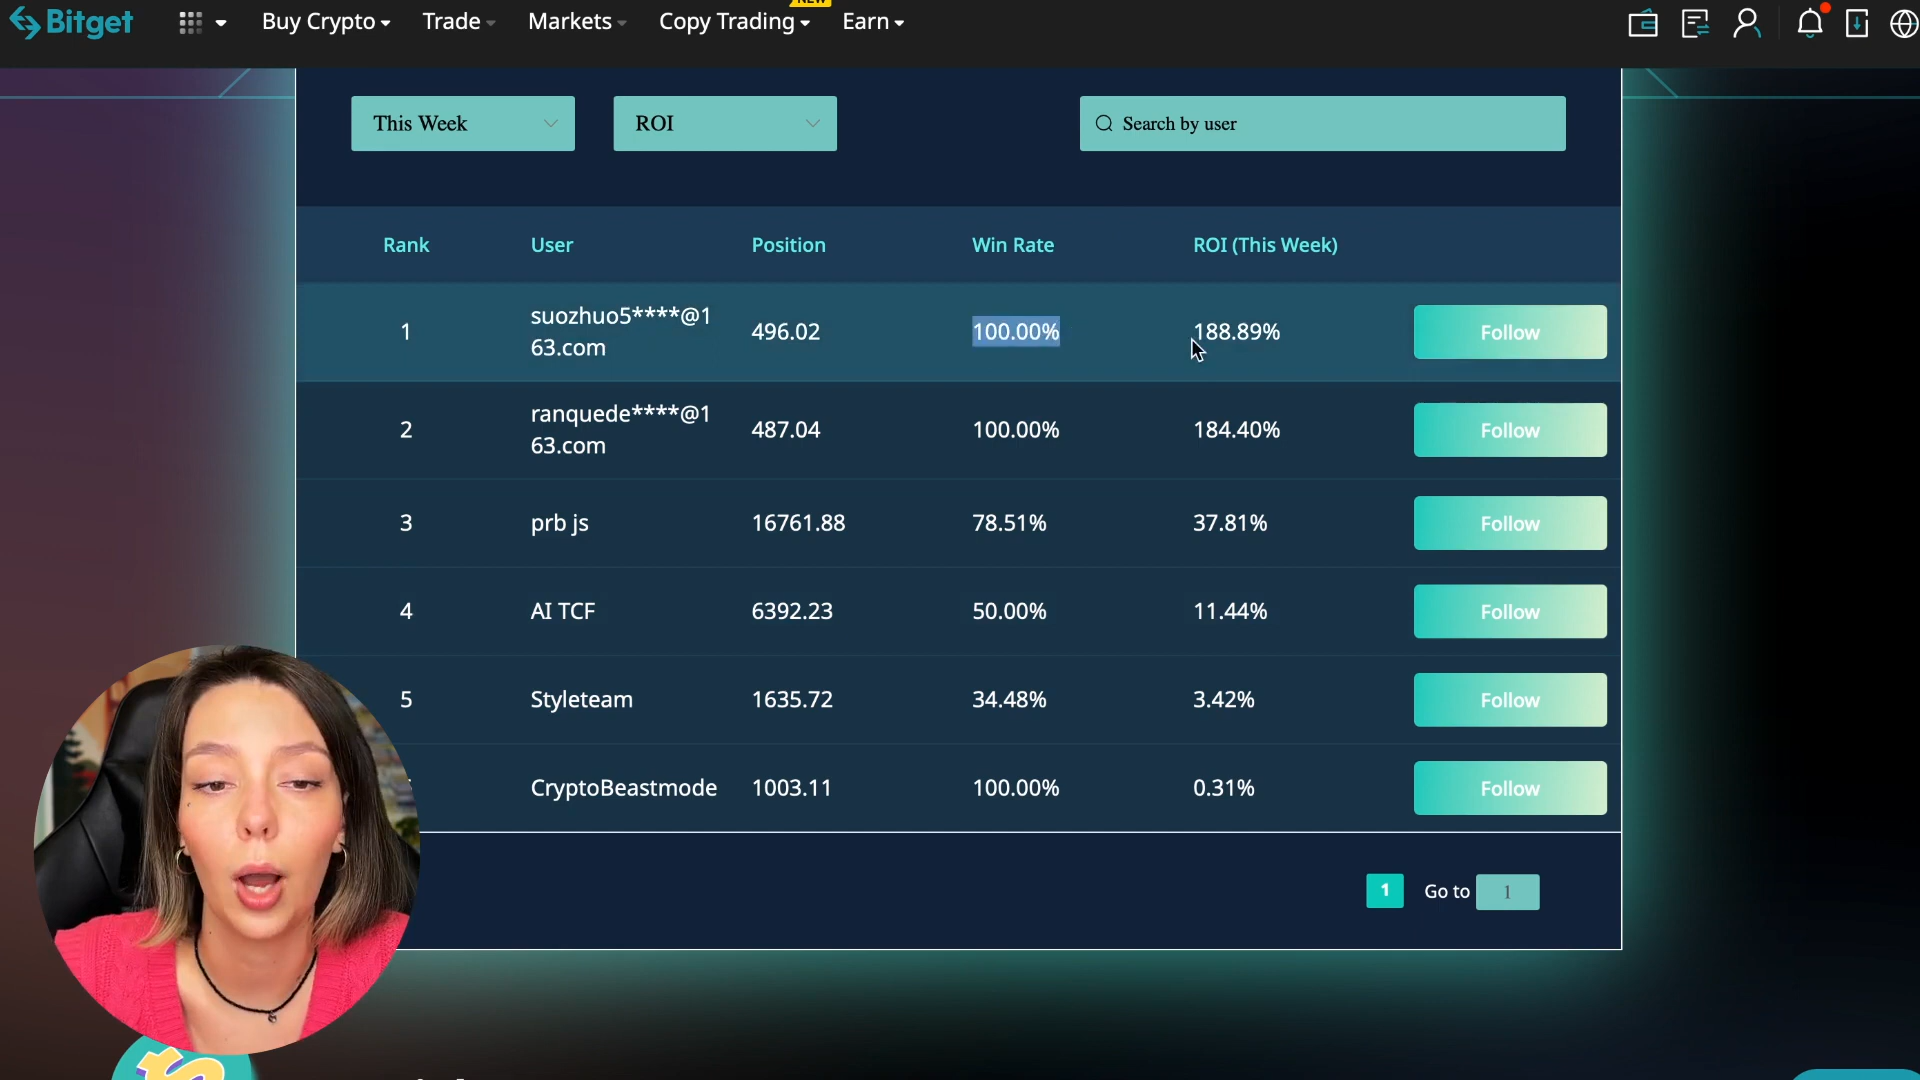 Bitget Buy Crypto Trade Markets Copy Trading NEW Earn
This Week ROI Search by user
Rank User Position Win Rate ROI (This Week)
1 suozhuo5****@1 496.02 100.00% 188.89% Follow
63.com
2 ranquede****@1 487.04 100.00% 184.40% Follow
63.com
3 prb js 16761.88 78.51% 37.81% Follow
4 AI TCF 6392.23 50.00% 11.44% Follow
5 Styleteam 1635.72 34.48% 3.42% Follow
CryptoBeastmode 1003.11 100.00% 0.31% Follow
1 Go to 1